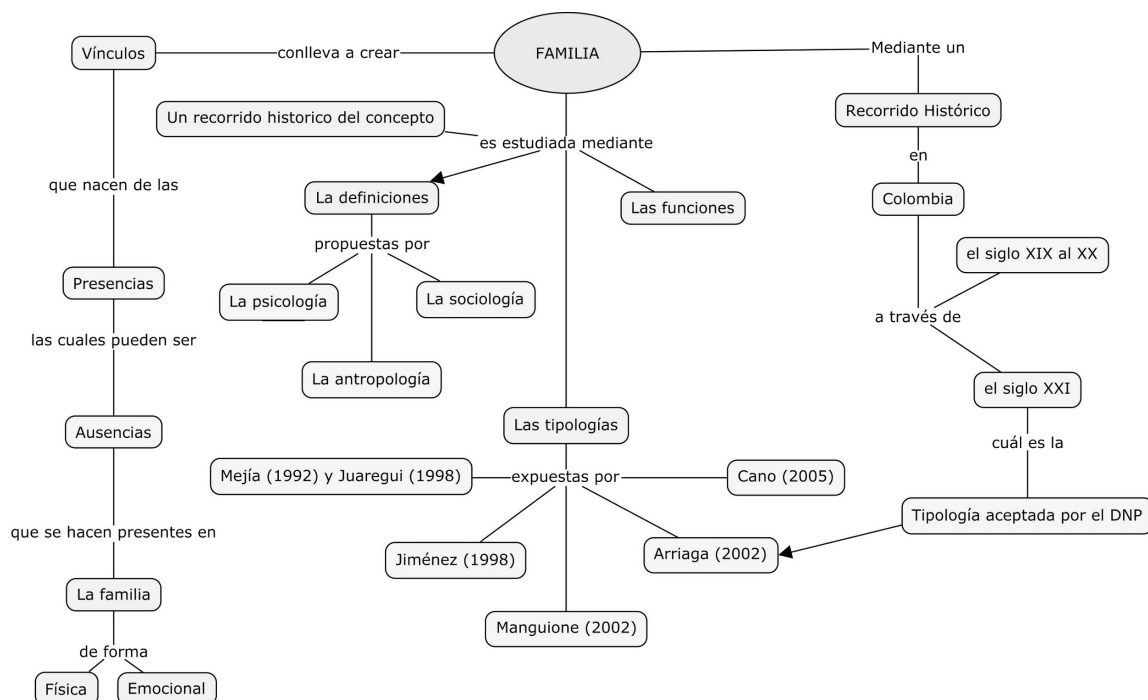 FAMILIA
conlleva a crear
Vínculos
que nacen de las
Presencias
las cuales pueden ser
Ausencias
que se hacen presentes en
La familia
de forma
Física
Emocional
es estudiada mediante
Un recorrido historico del concepto
La definiciones
propuestas por
La psicología
La sociología
La antropología
Las funciones
Las tipologías
expuestas por
Mejía (1992) y Juaregui (1998)
Cano (2005)
Jiménez (1998)
Arriaga (2002)
Manguione (2002)
Mediante un
Recorrido Histórico
en
Colombia
a través de
el siglo XIX al XX
el siglo XXI
cuál es la
Tipología aceptada por el DNP